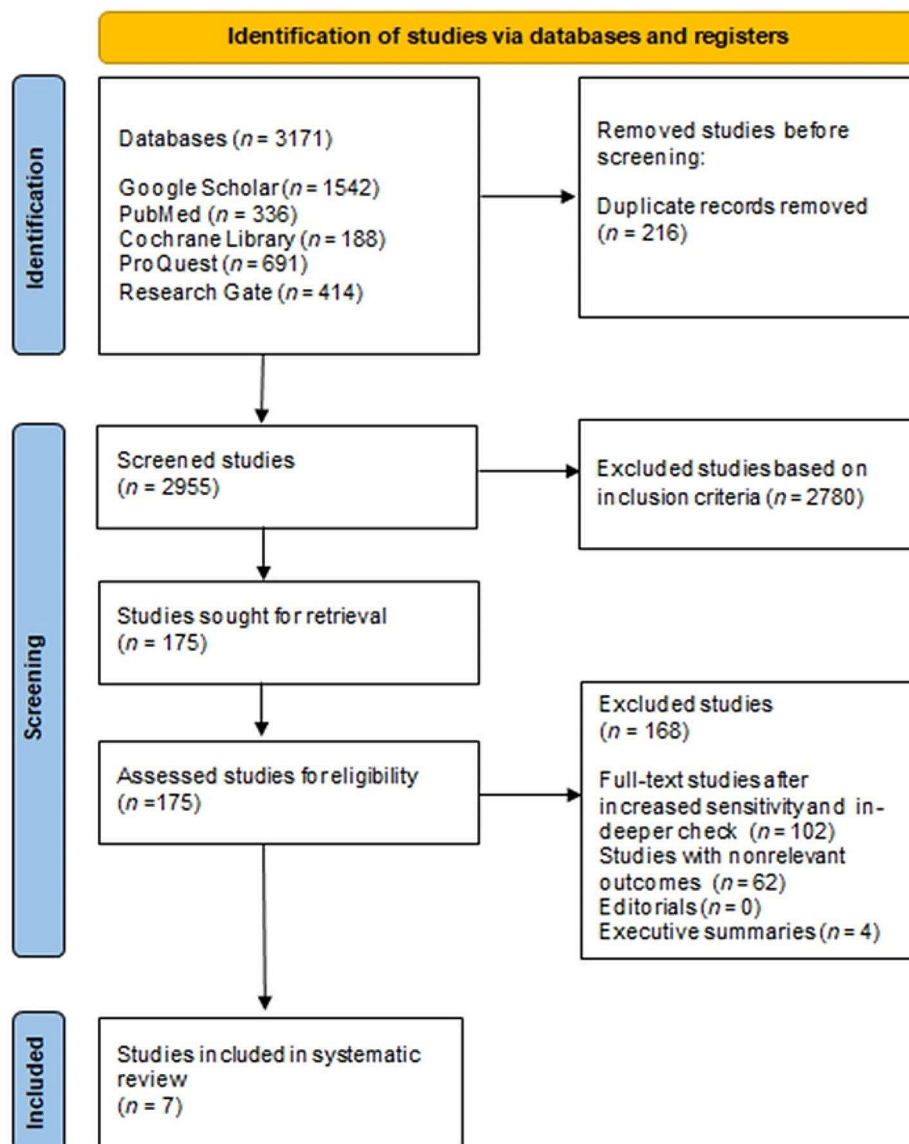 Identification of studies via databases and registers
Identification
Databases (n = 3171)
Google Scholar (n = 1542)
PubMed (n = 336)
Cochrane Library (n = 188)
ProQuest (n = 691)
Research Gate (n = 414)
Removed studies before
screening:
Duplicate records removed
(n = 216)
Screening
Screened studies
(n = 2955)
Excluded studies based on
inclusion criteria (n = 2780)
Studies sought for retrieval
(n = 175)
Assessed studies for eligibility
(n =175)
Excluded studies
(n = 168)
Full-text studies after
increased sensitivity and in-
deeper check (n = 102)
Studies with nonrelevant
outcomes (n = 62)
Editorials (n = 0)
Executive summaries (n = 4)
Included
Studies included in systematic
review
(n = 7)